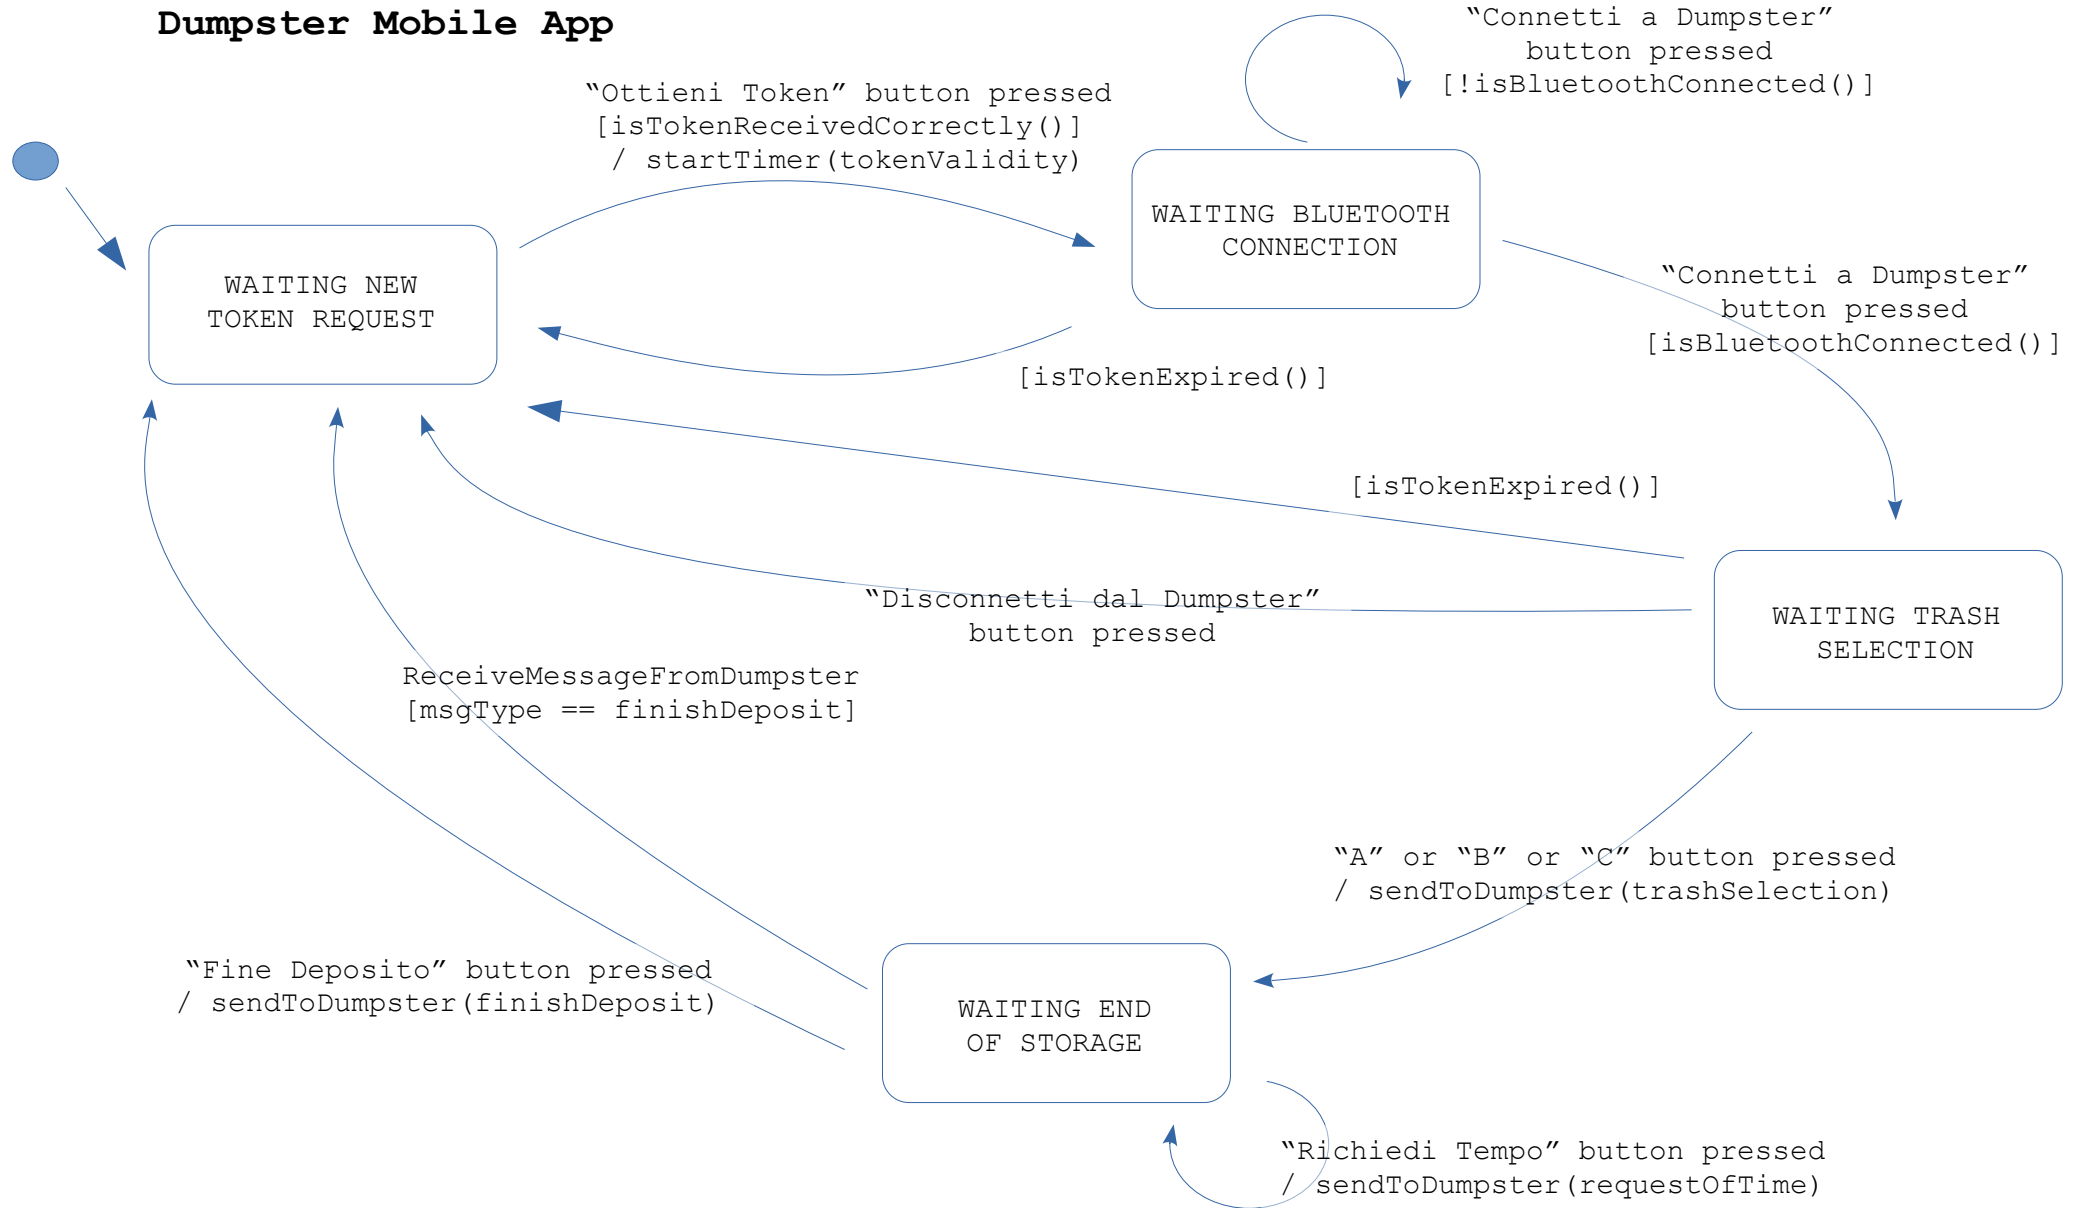 Dumpster Mobile App
“Connetti a Dumpster”
button pressed
[!isBluetoothConnected()]
“Ottieni Token” button pressed
[isTokenReceivedCorrectly()]
/ startTimer(tokenValidity)
WAITING BLUETOOTH
CONNECTION
WAITING NEW
TOKEN REQUEST
“Connetti a Dumpster”
button pressed
[isBluetoothConnected()]
[isTokenExpired()]
[isTokenExpired()]
“Disconnetti dal Dumpster”
button pressed
WAITING TRASH
SELECTION
ReceiveMessageFromDumpster
[msgType == finishDeposit]
“A” or “B” or “C” button pressed
/ sendToDumpster(trashSelection)
“Fine Deposito” button pressed
/ sendToDumpster(finishDeposit)
WAITING END
OF STORAGE
“Richiedi Tempo” button pressed
/ sendToDumpster(requestOfTime)